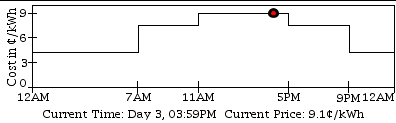 Cost in ¢/kWh
9
6
3
0
12AM 7AM 11AM 5PM 9PM 12AM
Current Time: Day 3, 03:59PM Current Price: 9.1¢/kWh